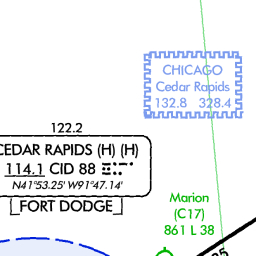 CHICAGO
Cedar Rapids
132.8 328.4
122.2
CEDAR RAPIDS (H) (H)
114.1 CID 88
N41°53.25' W91°47.14'
FORT DODGE
Marion
(C17)
861 L 38